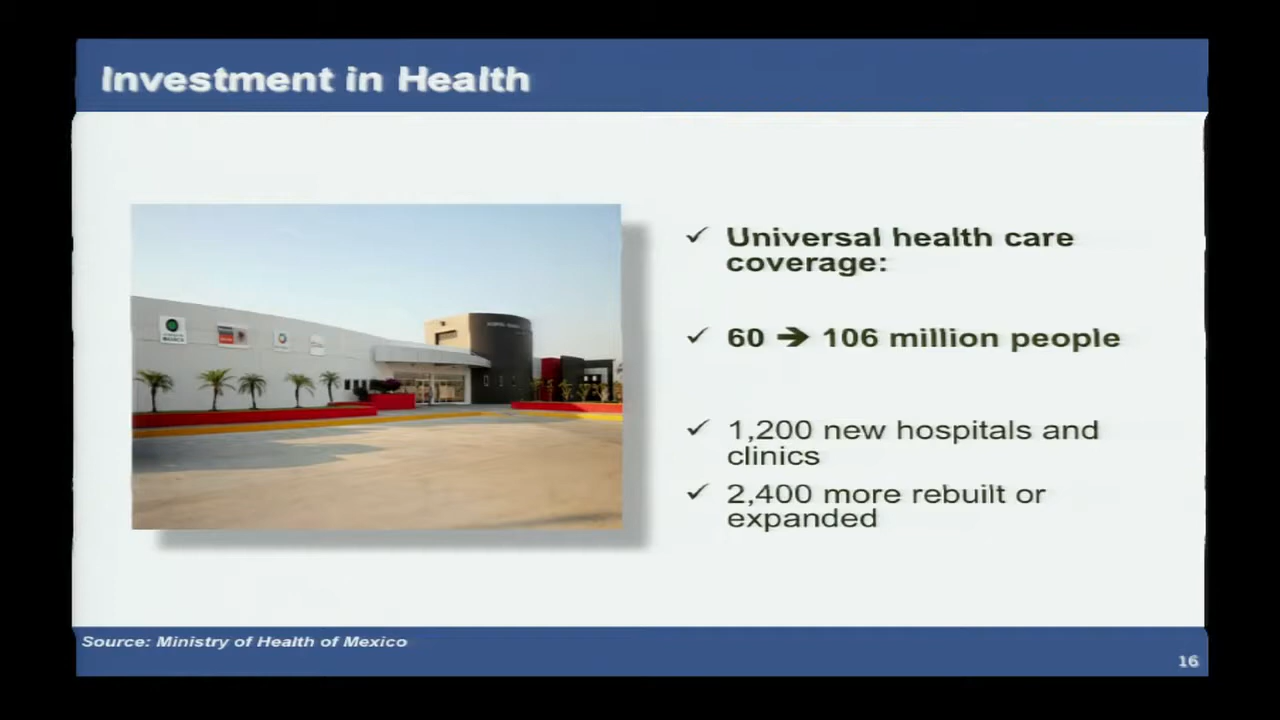 Investment in Health
✓ Universal health care
coverage:
✓ 60 ➔ 106 million people
✓ 1,200 new hospitals and
clinics
✓ 2,400 more rebuilt or
expanded
Source: Ministry of Health of Mexico
16